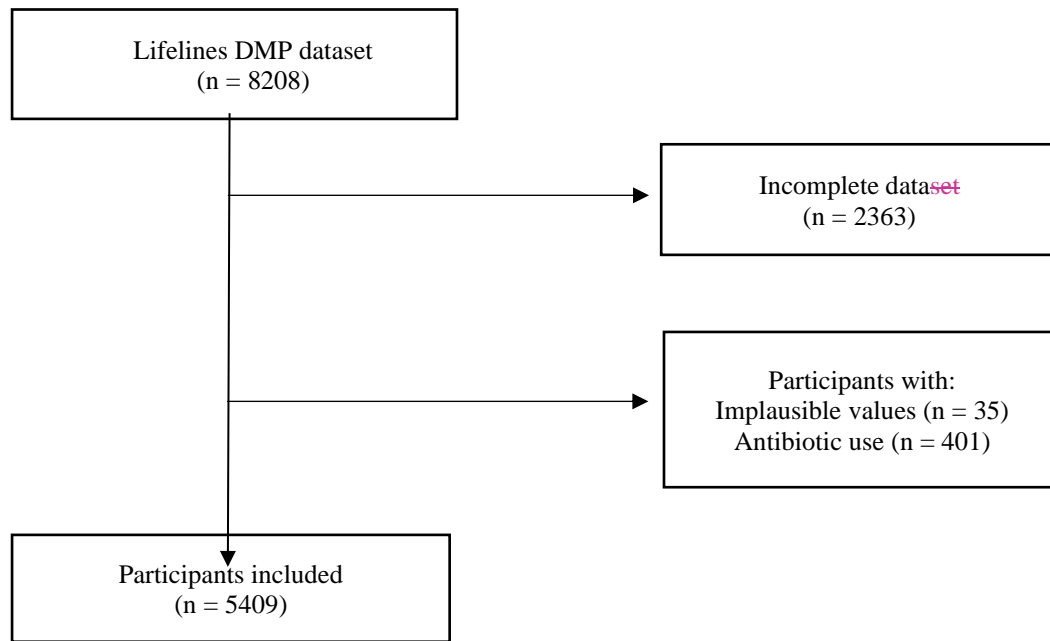 Lifelines DMP dataset
(n = 8208)
Incomplete dataset
(n = 2363)
Participants with:
Implausible values (n = 35)
Antibiotic use (n = 401)
Participants included
(n = 5409)